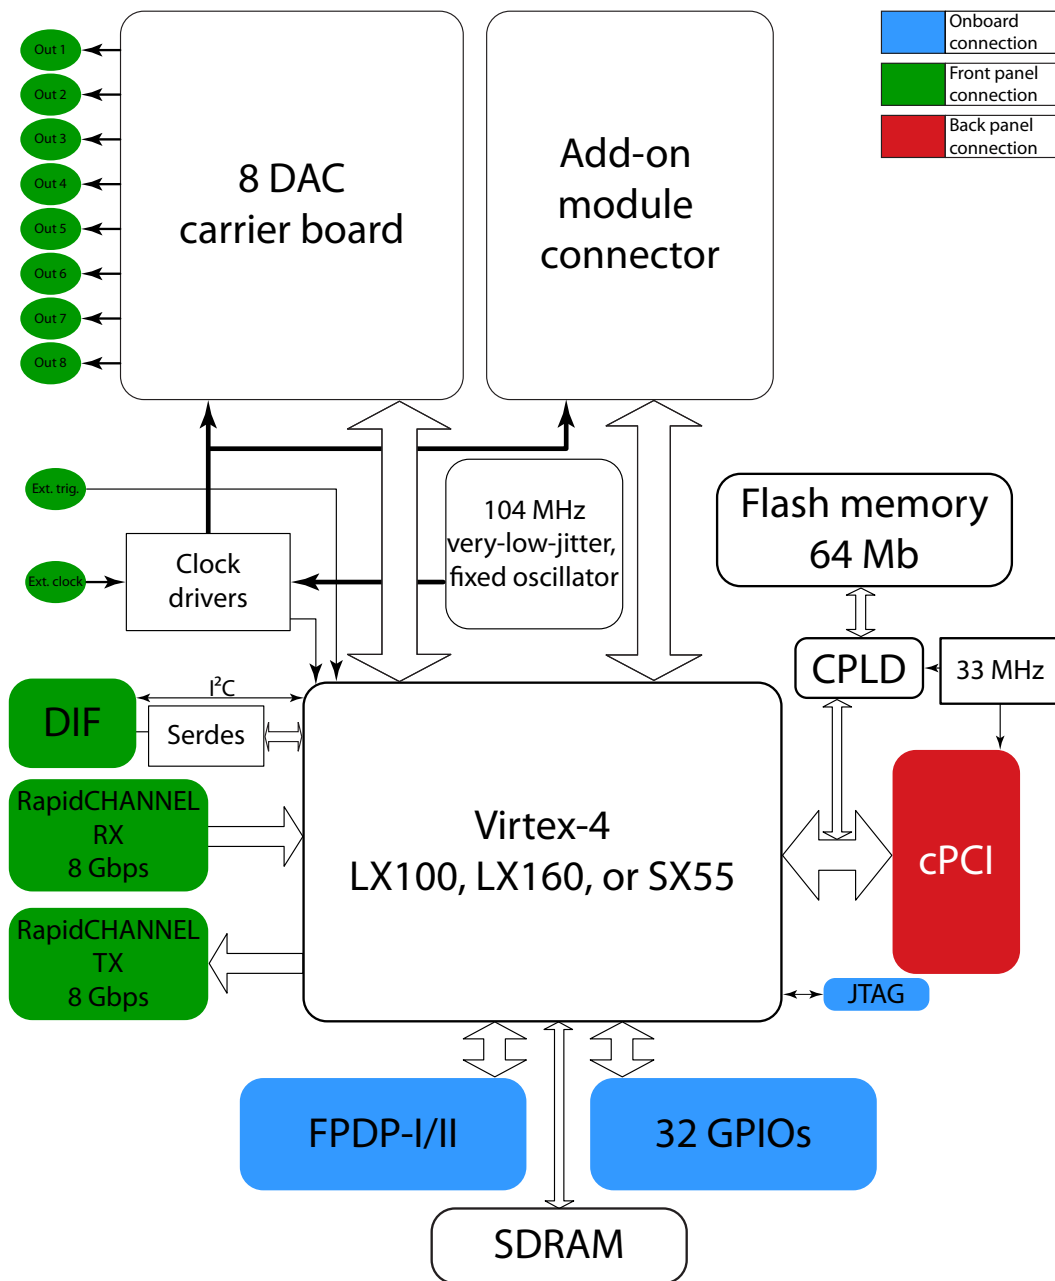 Out 1
Out 2
Out 3
Out 4
Out 5
Out 6
Out 7
Out 8
8 DAC
carrier board
Add-on
module
connector
Onboard
connection
Front panel
connection
Back panel
connection
Ext. trig.
Ext. clock
Clock
drivers
104 MHz
very-low-jitter,
fixed oscillator
Flash memory
64 Mb
CPLD
33 MHz
I²C
DIF
Serdes
RapidCHANNEL
RX
8 Gbps
RapidCHANNEL
TX
8 Gbps
Virtex-4
LX100, LX160, or SX55
cPCI
JTAG
FPDP-I/II
32 GPIOs
SDRAM